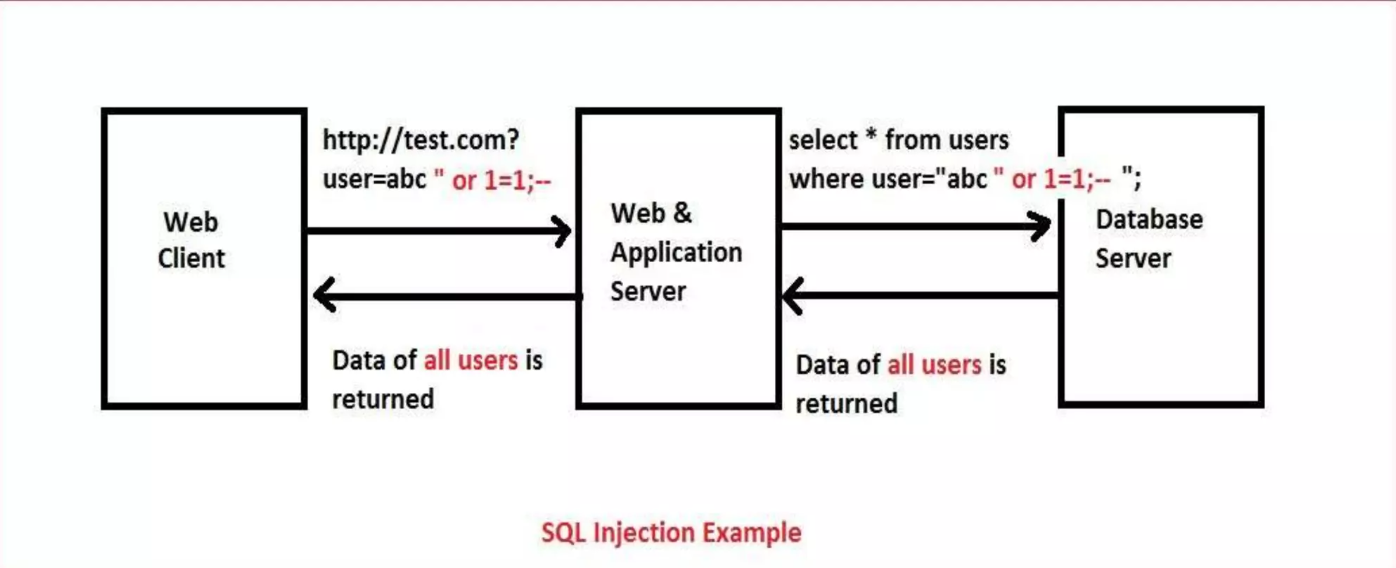 http://test.com?
user=abc " or 1=1;--
select * from users
where user="abc " or 1=1;-- ";
Web
Client
Web &
Application
Server
Database
Server
Data of all users is
returned
Data of all users is
returned
SQL Injection Example